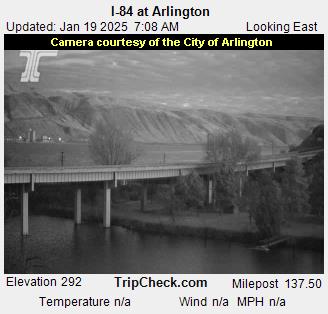 I-84 at Arlington
Updated: Jan 19 2025 7:08 AM Looking East
Camera courtesy of the City of Arlington
Elevation 292 TripCheck.com Milepost 137.50
Temperature n/a Wind n/a MPH n/a